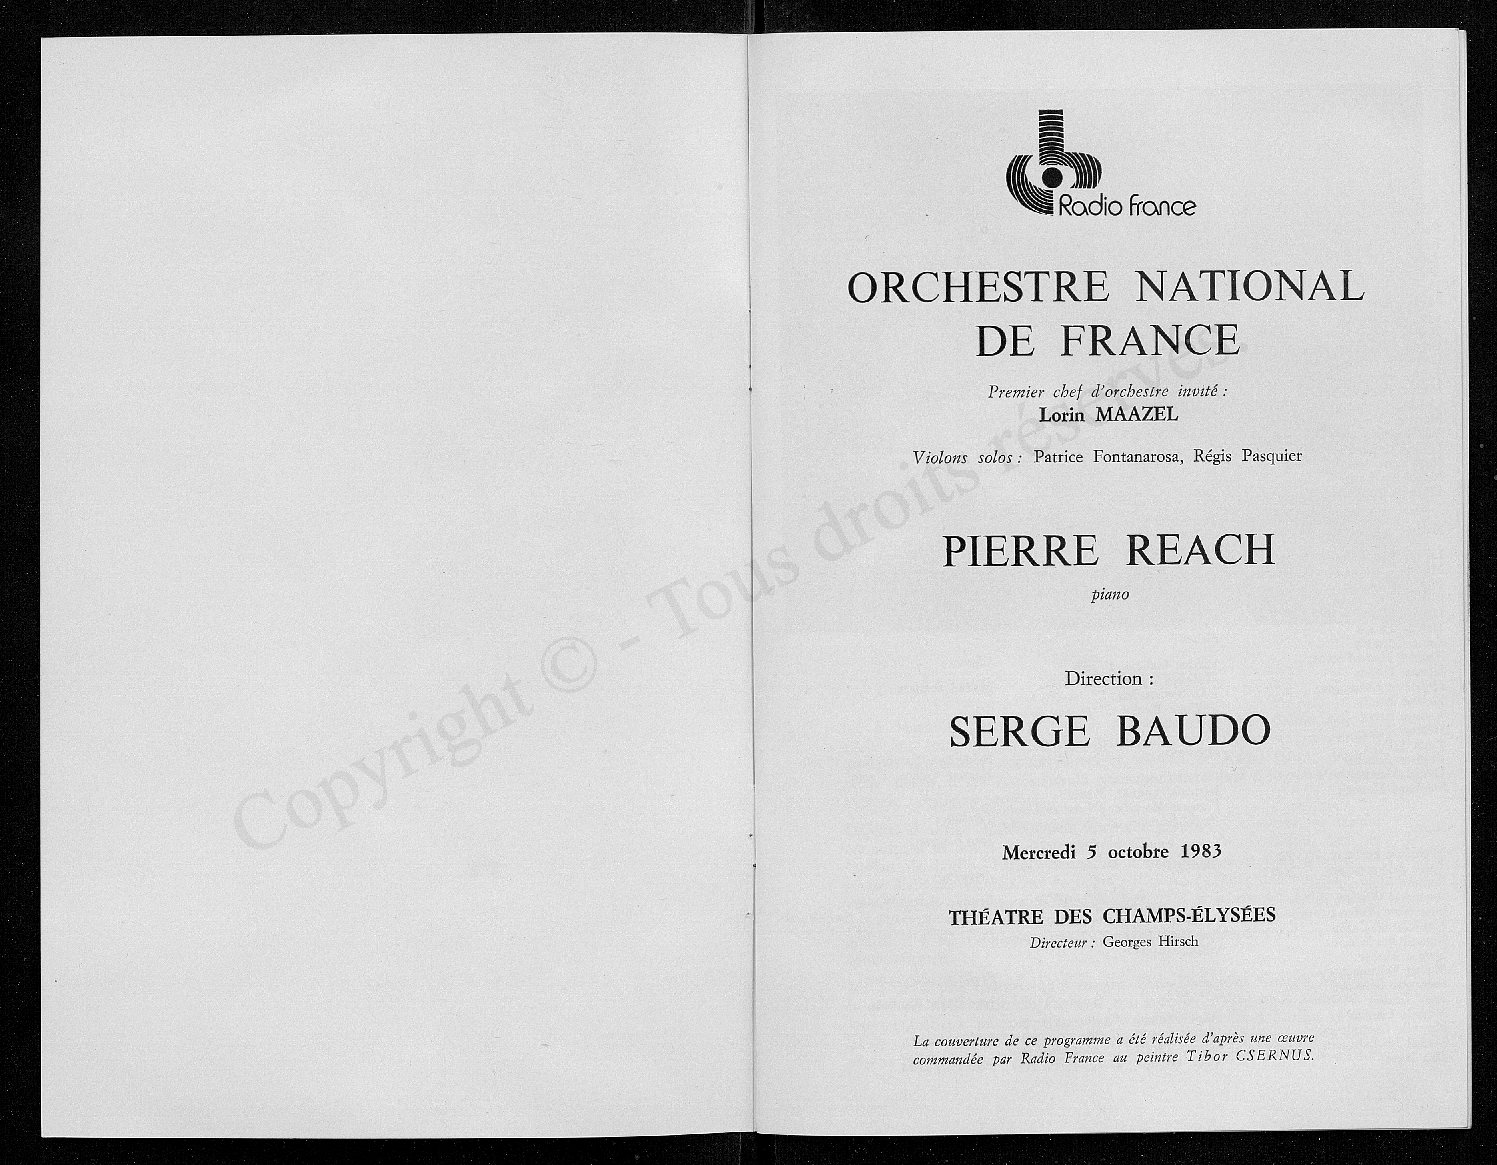 Radio France
ORCHESTRE NATIONAL
DE FRANCE
Premier chef d'orchestre invité :
Lorin MAAZEL
Violons solos : Patrice Fontanarosa, Régis Pasquier
PIERRE REACH
piano
Direction :
SERGE BAUDO
Mercredi 5 octobre 1983
THÉATRE DES CHAMPS-ÉLYSÉES
Directeur : Georges Hirsch
La couverture de ce programme a été réalisée d'après une œuvre
commandée par Radio France au peintre Tibor CSERNUS.
Copyright © - Tous droits réservés